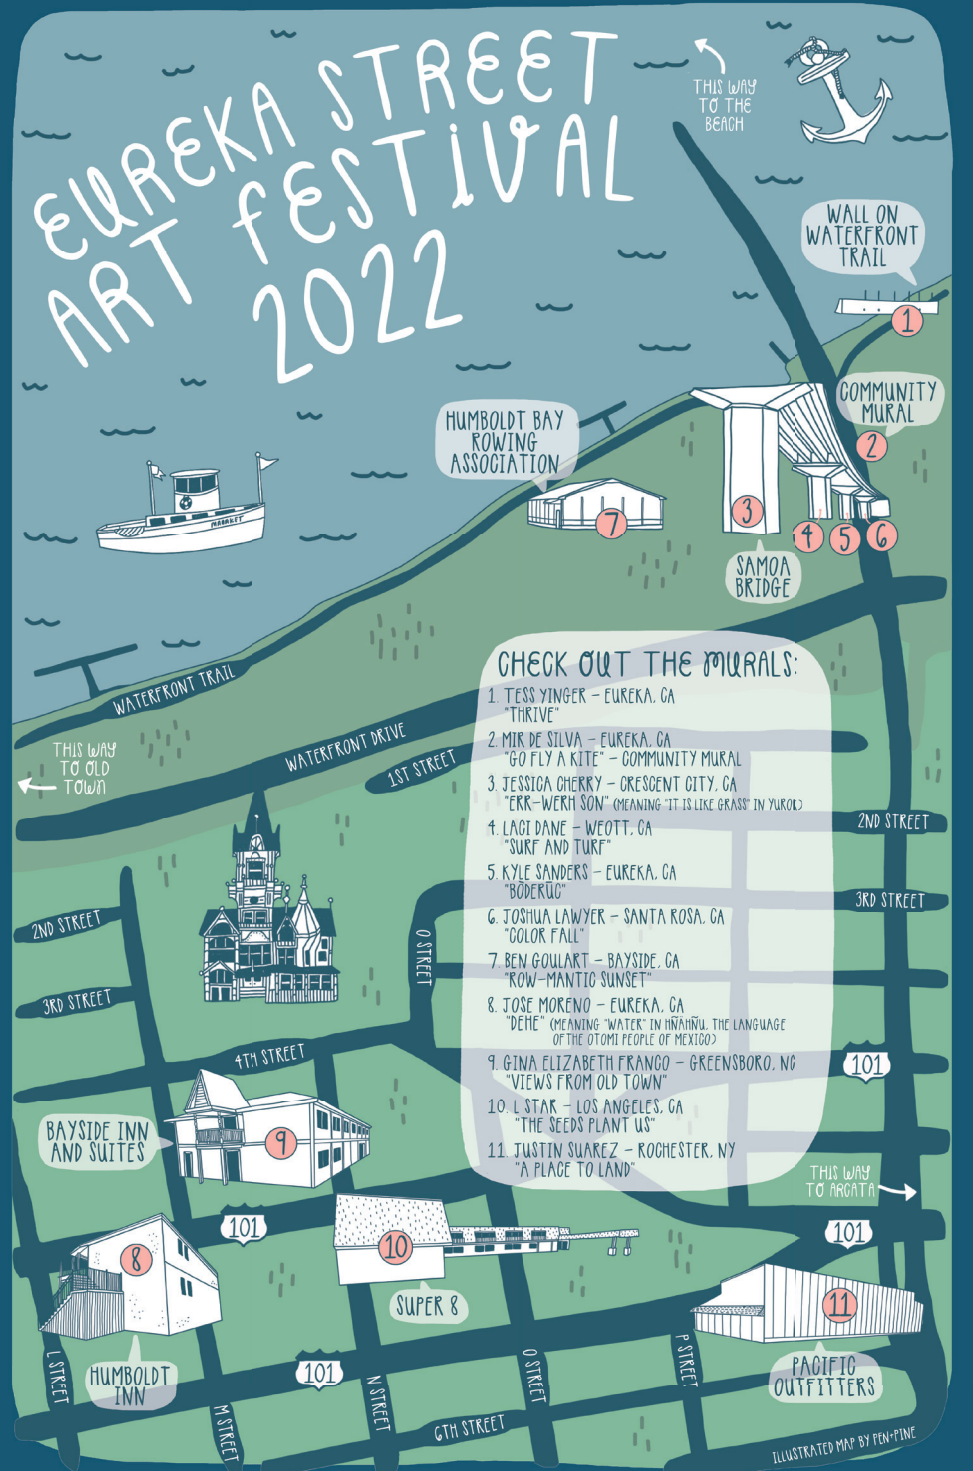 EUREKA STREET
ART FESTIVAL
2022
THIS WAY
TO THE
BEACH
WALL ON
WATERFRONT
TRAIL
1
COMMUNITY
MURAL
2
HUMBOLDT BAY
ROWING
ASSOCIATION
7
3
4
5
6
SAMOA
BRIDGE
MADAKET
WATERFRONT TRAIL
WATERFRONT DRIVE
1ST STREET
THIS WAY
TO OLD
TOWN
CHECK OUT THE MURALS:
1. TESS YINGER – EUREKA, CA
"THRIVE"
2. MIR DE SILVA – EUREKA, CA
"GO FLY A KITE" – COMMUNITY MURAL
3. JESSICA CHERRY – CRESCENT CITY, CA
"ERR–WERH SON" (MEANING "IT IS LIKE GRASS" IN YUROK)
4. LACI DANE – WEOTT, CA
"SURF AND TURF"
5. KYLE SANDERS – EUREKA, CA
"BÖDERÜC"
6. JOSHUA LAWYER – SANTA ROSA, CA
"COLOR FALL"
7. BEN GOULART – BAYSIDE, CA
"ROW–MANTIC SUNSET"
8. JOSE MORENO – EUREKA, CA
"DEHE" (MEANING "WATER" IN HÑAHÑU, THE LANGUAGE
OF THE OTOMI PEOPLE OF MEXICO)
9. GINA ELIZABETH FRANCO – GREENSBORO, NC
"VIEWS FROM OLD TOWN"
10. L STAR – LOS ANGELES, CA
"THE SEEDS PLANT US"
11. JUSTIN SUAREZ – ROCHESTER, NY
"A PLACE TO LAND"
2ND STREET
3RD STREET
2ND STREET
3RD STREET
O STREET
4TH STREET
101
BAYSIDE INN
AND SUITES
9
THIS WAY
TO ARCATA
101
101
8
10
SUPER 8
11
HUMBOLDT
INN
PACIFIC
OUTFITTERS
101
L STREET
M STREET
N STREET
O STREET
P STREET
6TH STREET
ILLUSTRATED MAP BY PEN+PINE